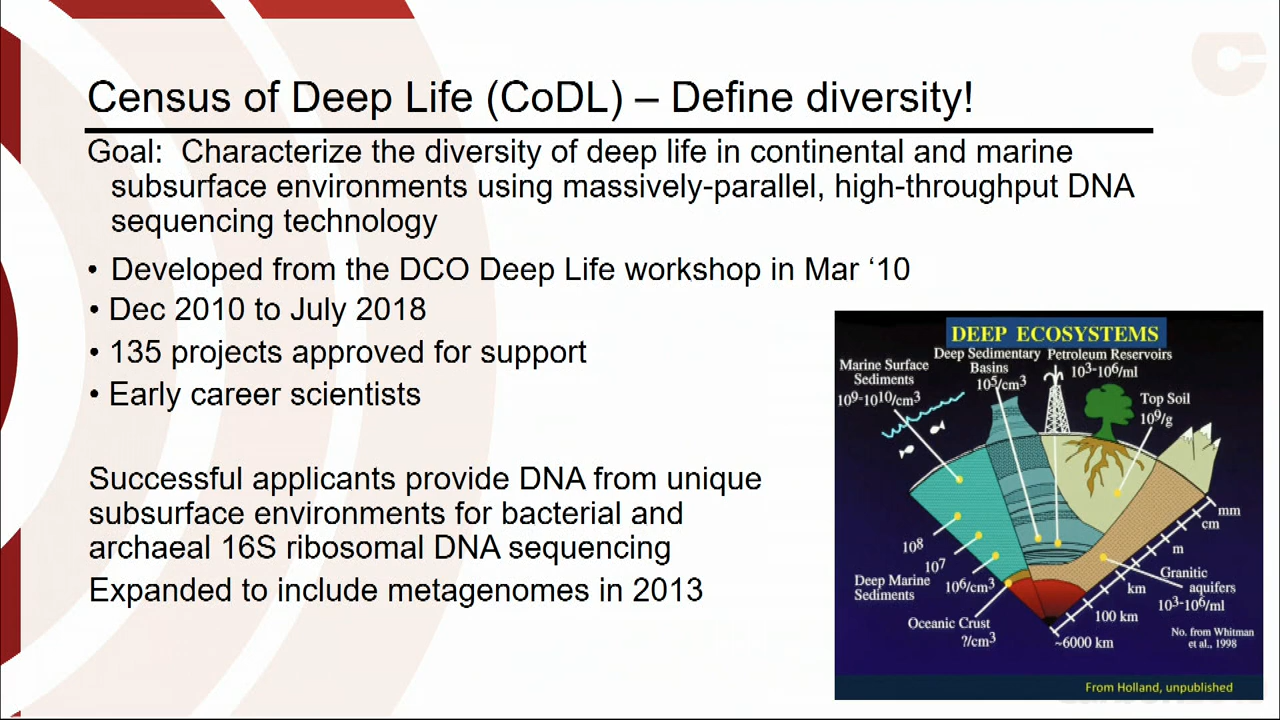 Census of Deep Life (CoDL) – Define diversity!
Goal: Characterize the diversity of deep life in continental and marine
subsurface environments using massively-parallel, high-throughput DNA
sequencing technology
• Developed from the DCO Deep Life workshop in Mar ‘10
• Dec 2010 to July 2018
• 135 projects approved for support
• Early career scientists
Successful applicants provide DNA from unique
subsurface environments for bacterial and
archaeal 16S ribosomal DNA sequencing
Expanded to include metagenomes in 2013
DEEP ECOSYSTEMS
Marine Surface
Sediments
10⁹-10¹⁰/cm³
Deep Sedimentary
Basins
10⁵/cm³
Petroleum Reservoirs
10³-10⁶/ml
Top Soil
10⁹/g
mm
cm
m
km
100 km
~6000 km
10⁸
10⁷
10⁶/cm³
Deep Marine
Sediments
Oceanic Crust
?/cm³
Granitic
aquifers
10³-10⁶/ml
No. from Whitman
et al., 1998
From Holland, unpublished